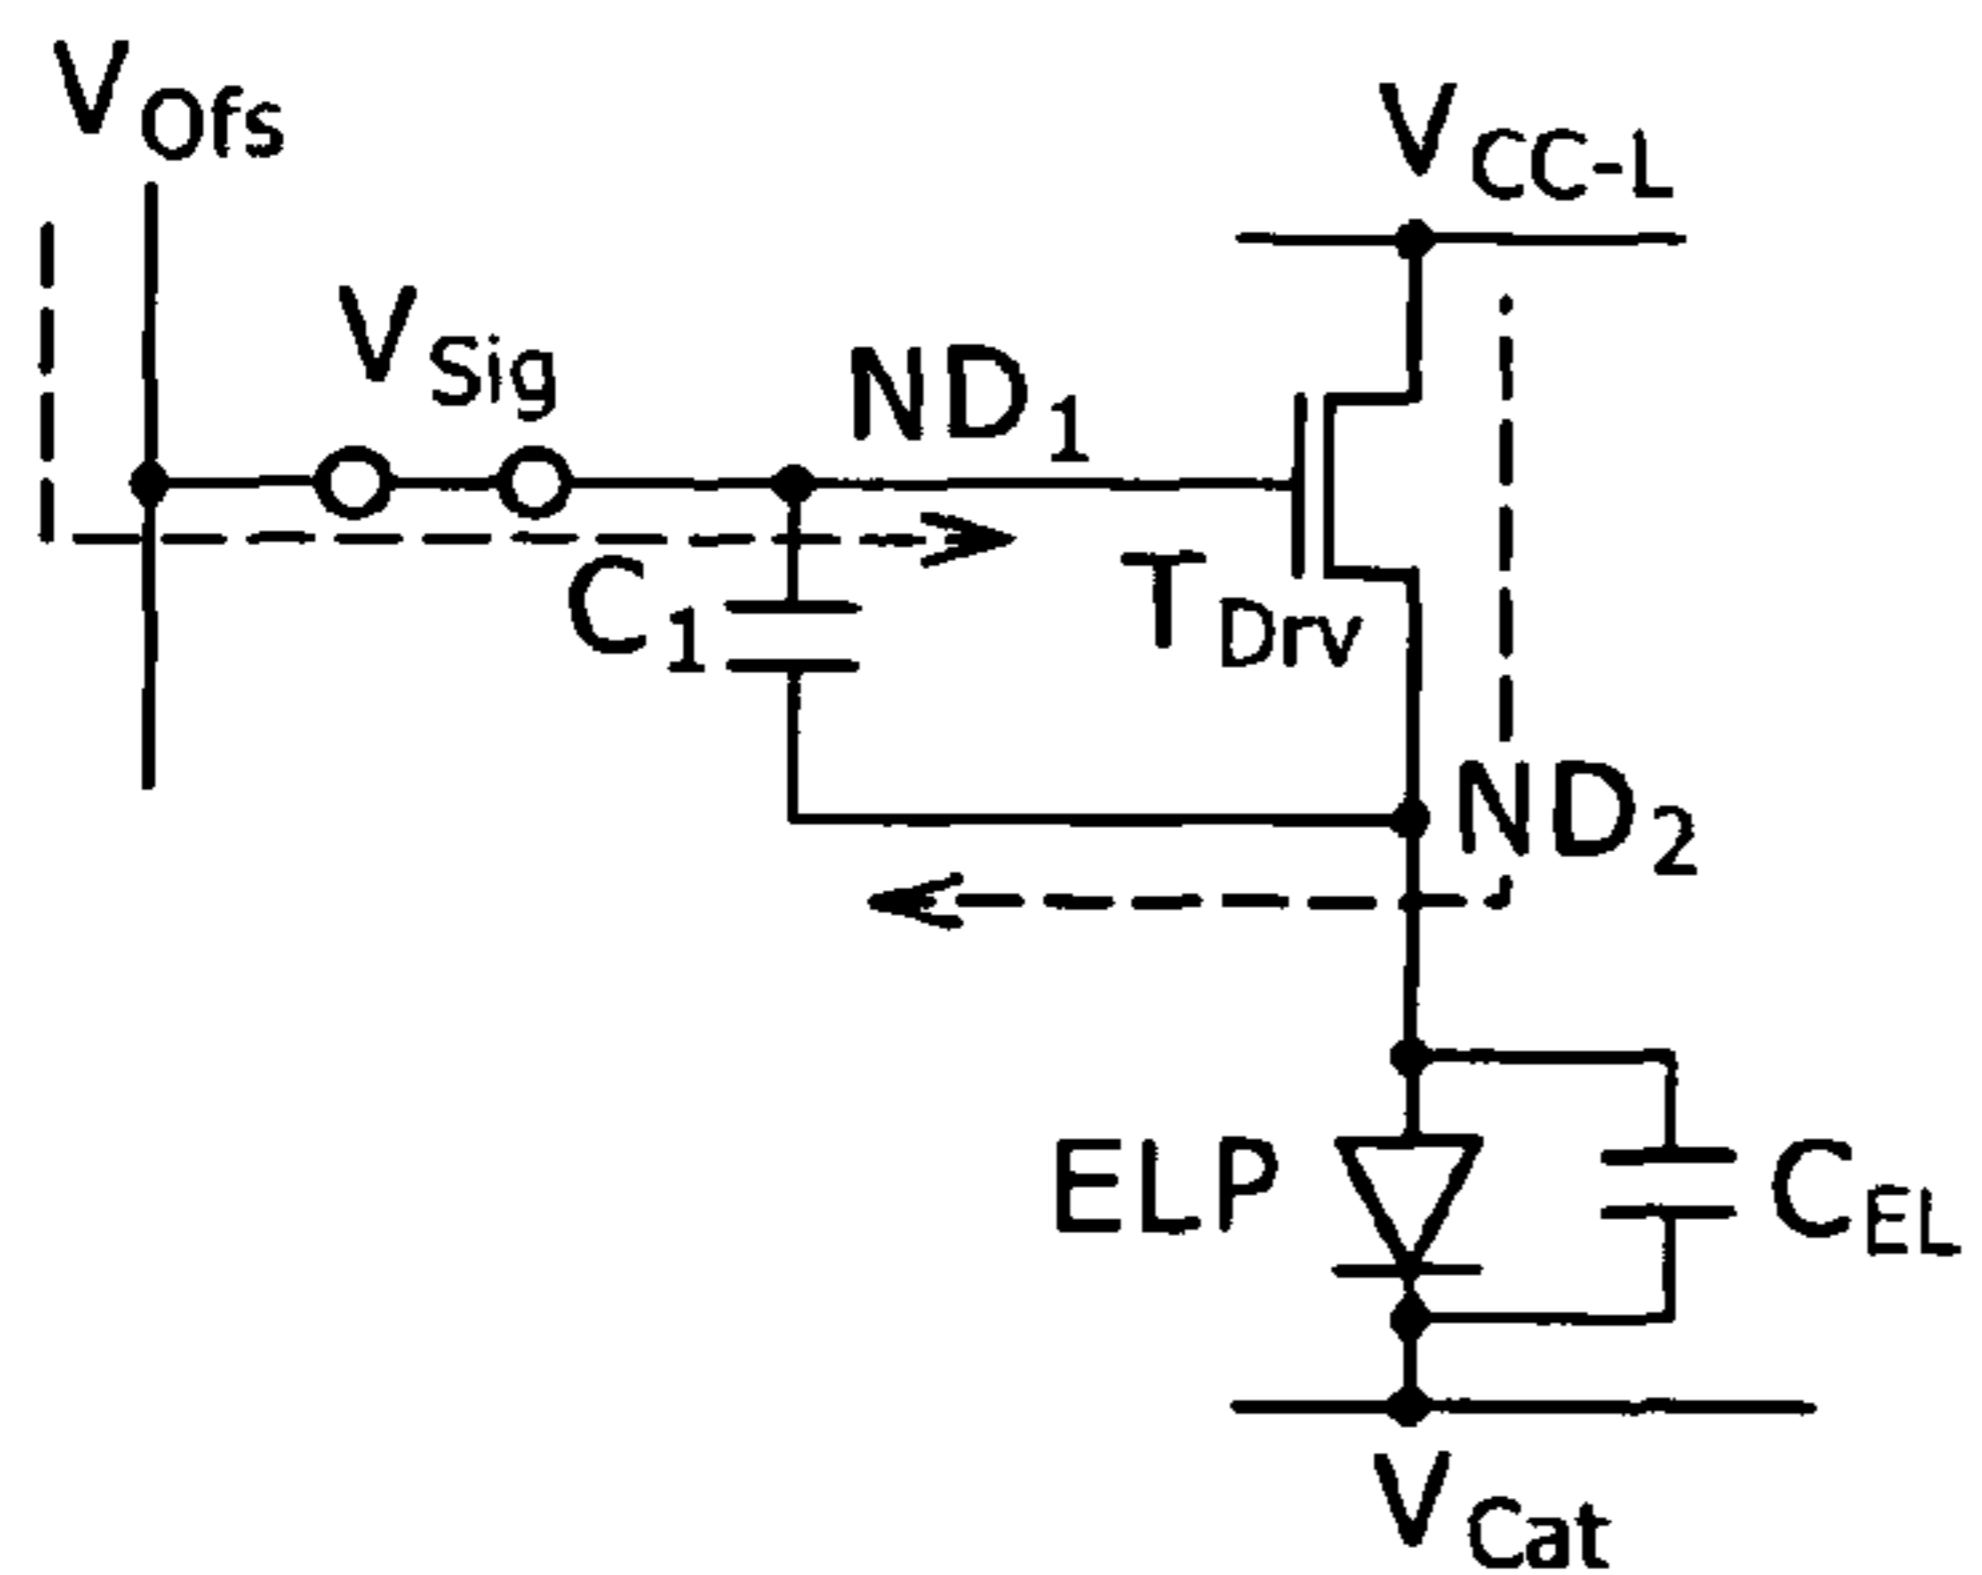 VOfs
VCC-L
VSig
ND1
C1
TDrv
ND2
ELP
CEL
VCat